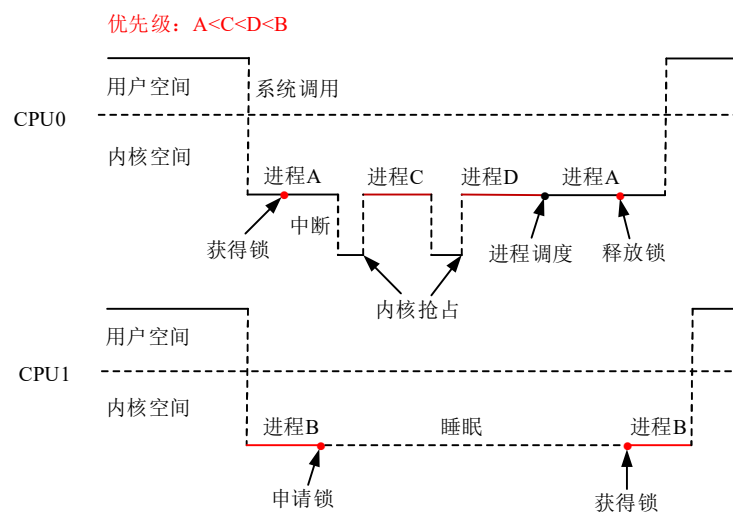 优先级：A<C<D<B
用户空间
系统调用
CPU0
内核空间
进程A
进程C
进程D
进程A
中断
获得锁
进程调度
释放锁
内核抢占
用户空间
CPU1
内核空间
进程B
睡眠
进程B
申请锁
获得锁